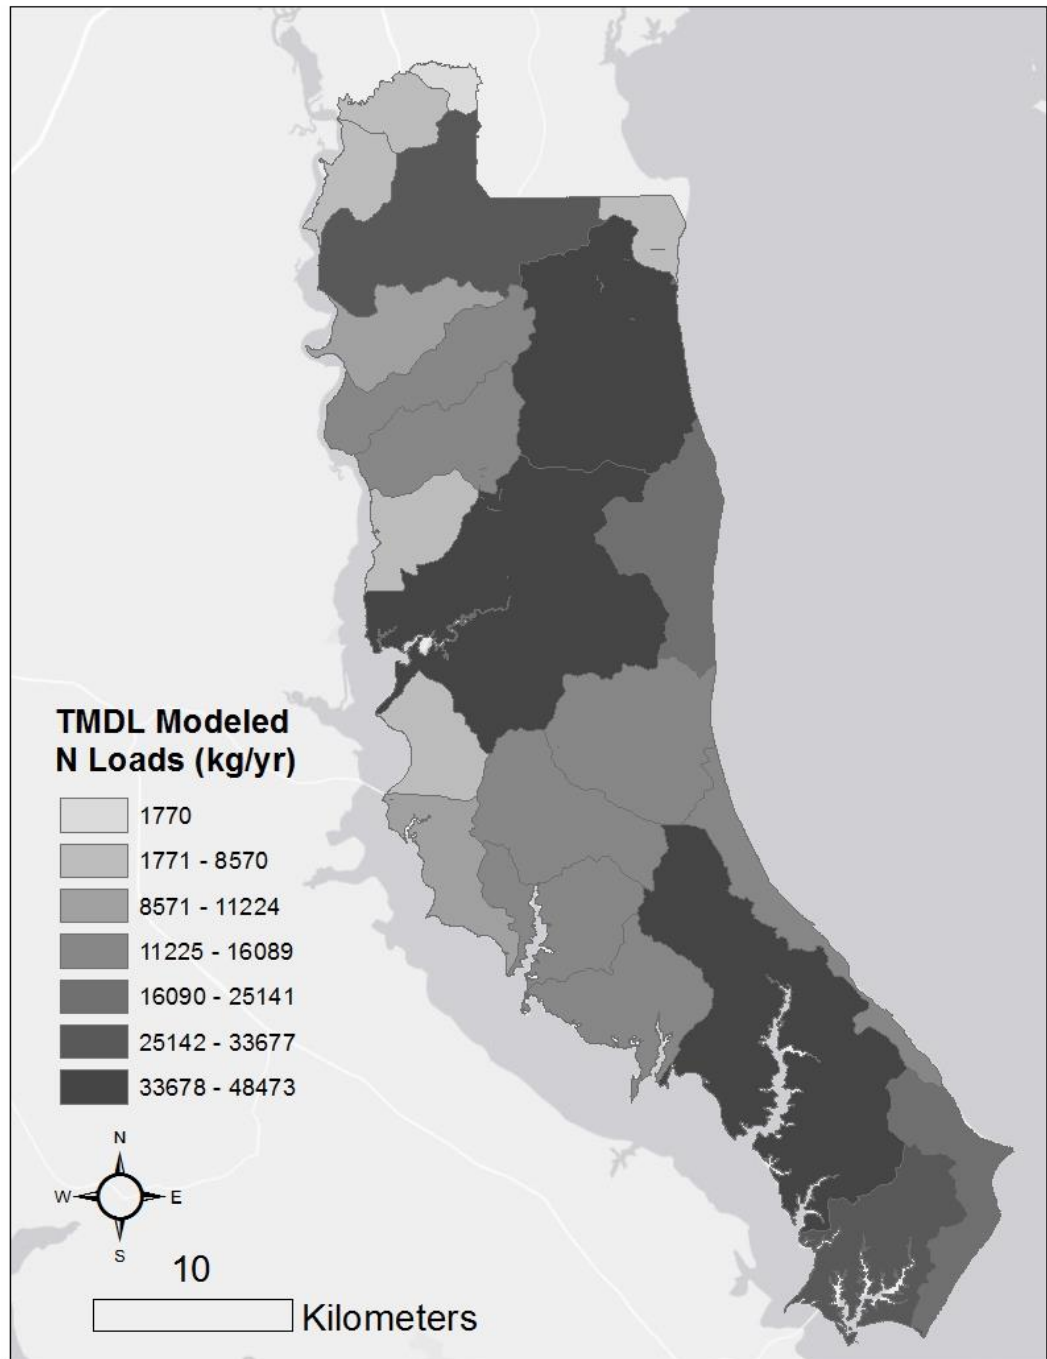 TMDL Modeled
N Loads (kg/yr)
1770
1771 - 8570
8571 - 11224
11225 - 16089
16090 - 25141
25142 - 33677
33678 - 48473
N
W E
S
10
Kilometers